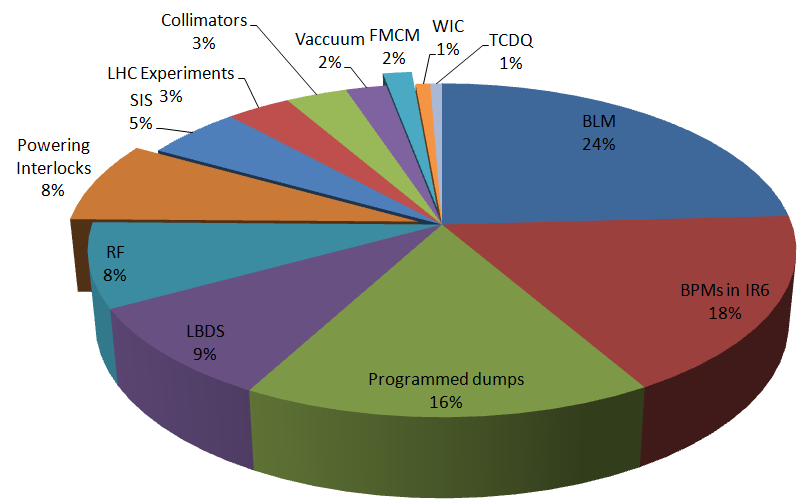 Collimators
3%
Vaccuum
2%
FMCM
2%
WIC
1%
TCDQ
1%
LHC Experiments
3%
SIS
5%
Powering
Interlocks
8%
BLM
24%
RF
8%
BPMs in IR6
18%
LBDS
9%
Programmed dumps
16%